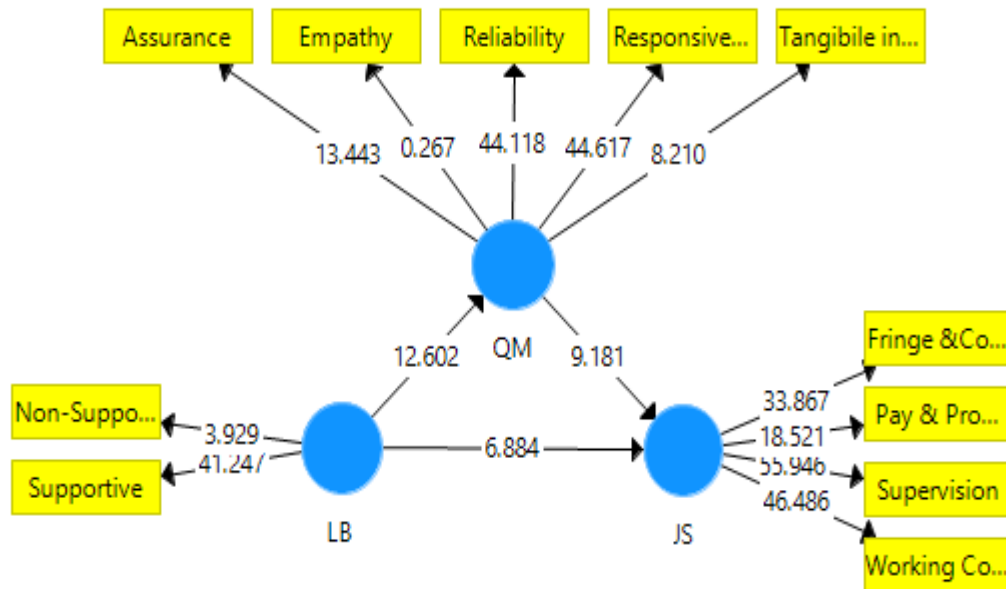 Assurance
Empathy
Reliability
Responsive...
Tangibile in...
13.443
0.267
44.118
44.617
8.210
QM
12.602
9.181
Fringe &Co...
33.867
Pay & Pro...
18.521
Non-Suppo...
3.929
6.884
55.946
Supervision
41.247
Supportive
46.486
LB
JS
Working Co...